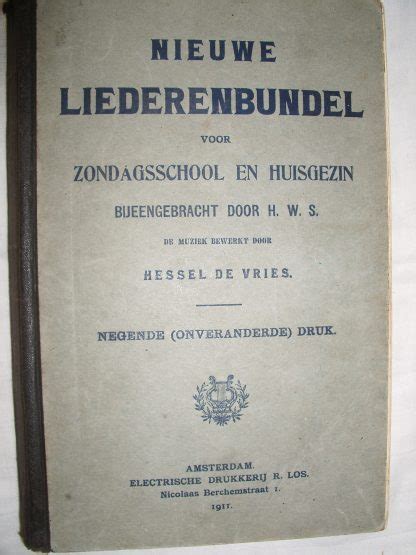 NIEUWE
LIEDERENBUNDEL
VOOR
ZONDAGSSCHOOL EN HUISGEZIN
BIJEENGEBRACHT DOOR H. W. S.
DE MUZIEK BEWERKT DOOR
HESSEL DE VRIES.
NEGENDE (ONVERANDERDE) DRUK.
AMSTERDAM.
ELECTRISCHE DRUKKERIJ R. LOS.
Nicolaas Berchemstraat 1.
1911.